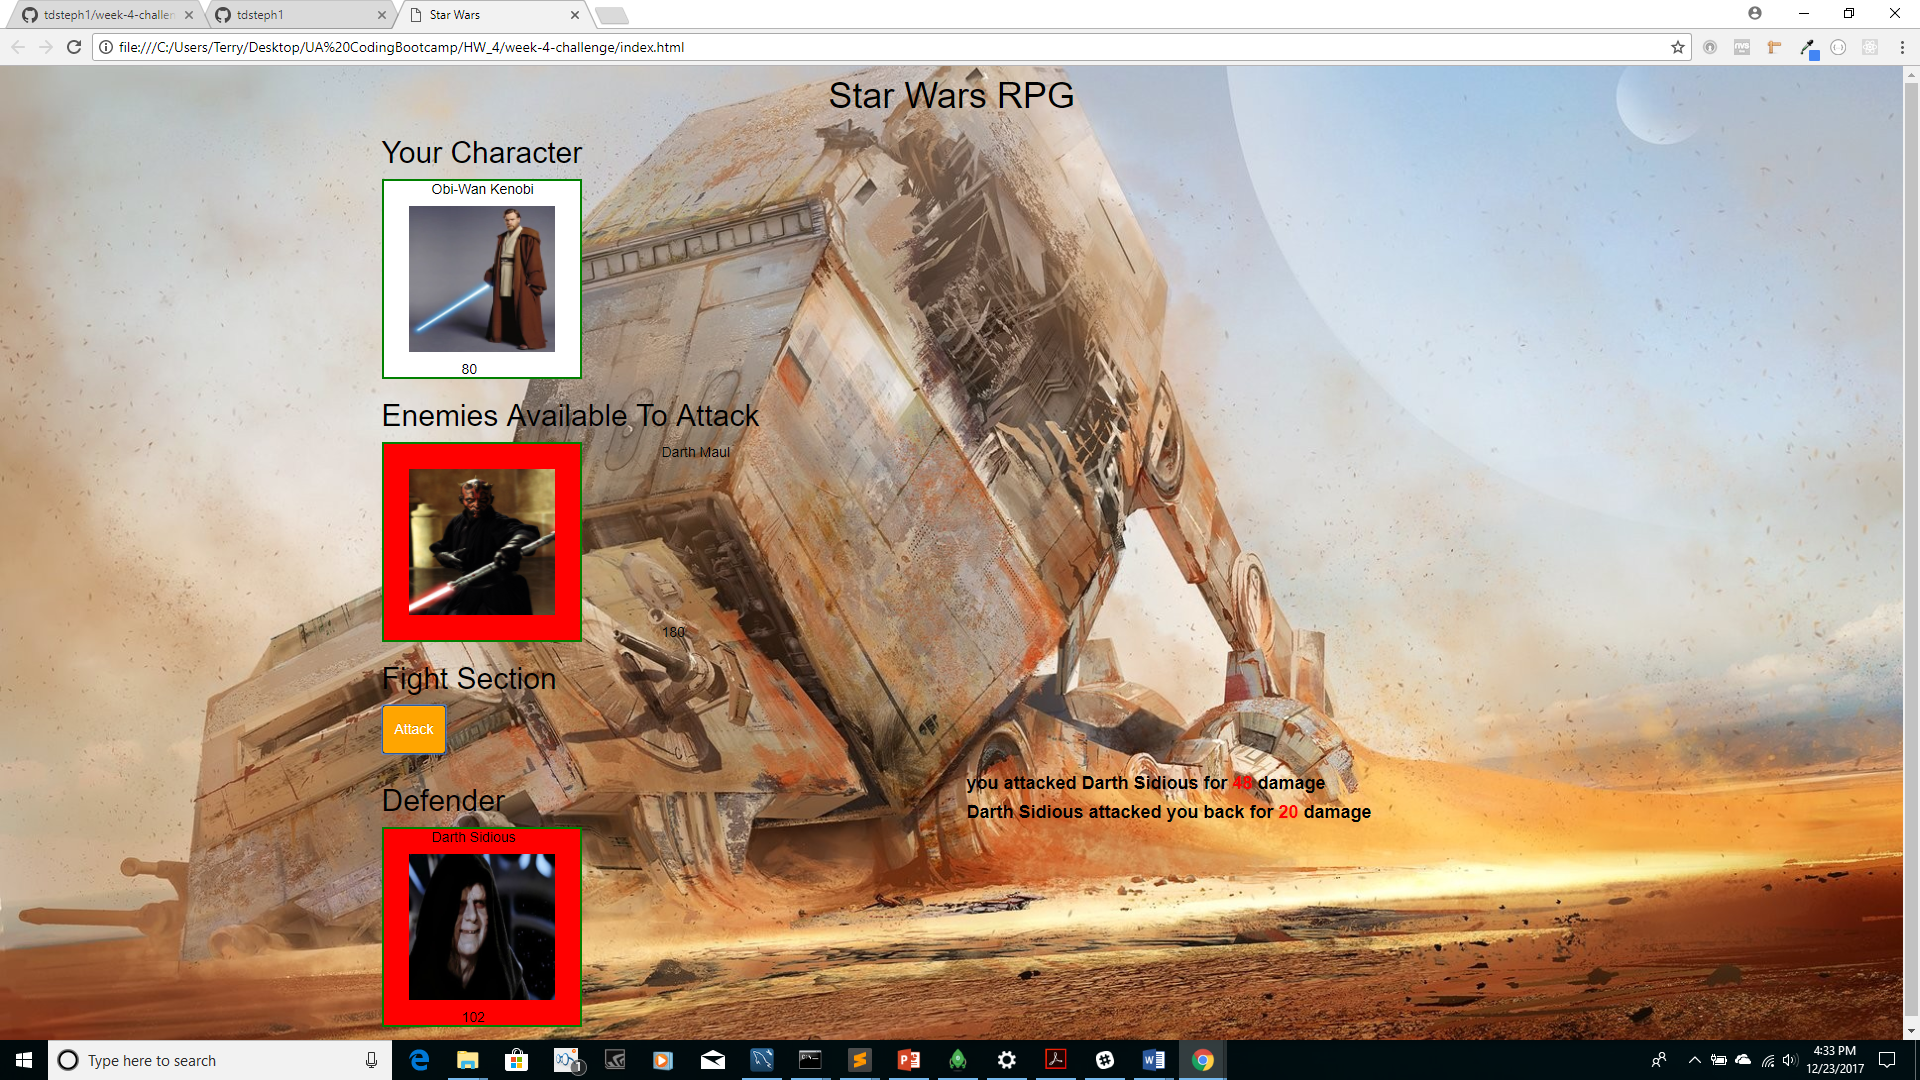 tdsteph1/week-4-challen
tdsteph1
Star Wars
file:///C:/Users/Terry/Desktop/UA%20CodingBootcamp/HW_4/week-4-challenge/index.html
Star Wars RPG
Your Character
Obi-Wan Kenobi
80
Enemies Available To Attack
Darth Maul
180
Fight Section
Attack
you attacked Darth Sidious for 48 damage
Darth Sidious attacked you back for 20 damage
Defender
Darth Sidious
102
Type here to search
1
4:33 PM
12/23/2017